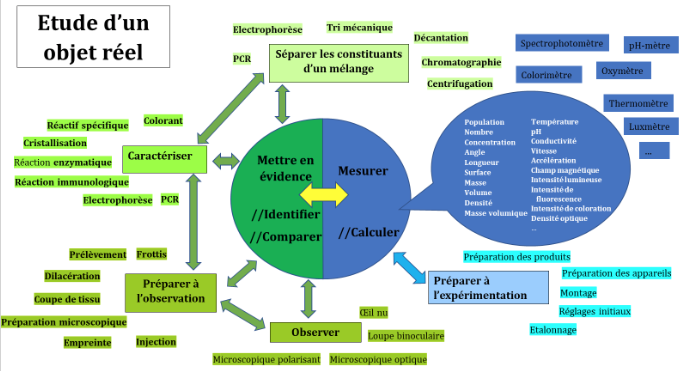 Etude d'un
objet réel
Electrophorèse
Tri mécanique
Décantation
PCR
Séparer les constituants
d'un mélange
Chromatographie
Centrifugation
Spectrophotomètre
pH-mètre
Colorimètre
Oxymètre
Thermomètre
Luxmètre
...
Réactif spécifique
Colorant
Cristallisation
Réaction enzymatique
Caractériser
Réaction immunologique
Electrophorèse
PCR
Mettre en
évidence
//Identifier
//Comparer
Mesurer
//Calculer
Population
Nombre
Concentration
Angle
Longueur
Surface
Masse
Volume
Densité
Masse volumique
Température
pH
Conductivité
Vitesse
Accélération
Champ magnétique
Intensité lumineuse
Intensité de
fluorescence
Intensité de coloration
Densité optique
..
Prélèvement
Frottis
Dilacération
Coupe de tissu
Préparer à
l'observation
Préparation microscopique
Empreinte
Injection
Observer
Œil nu
Loupe binoculaire
Microscopique polarisant
Microscopique optique
Préparation des produits
Préparer à
l'expérimentation
Préparation des appareils
Montage
Réglages initiaux
Etalonnage